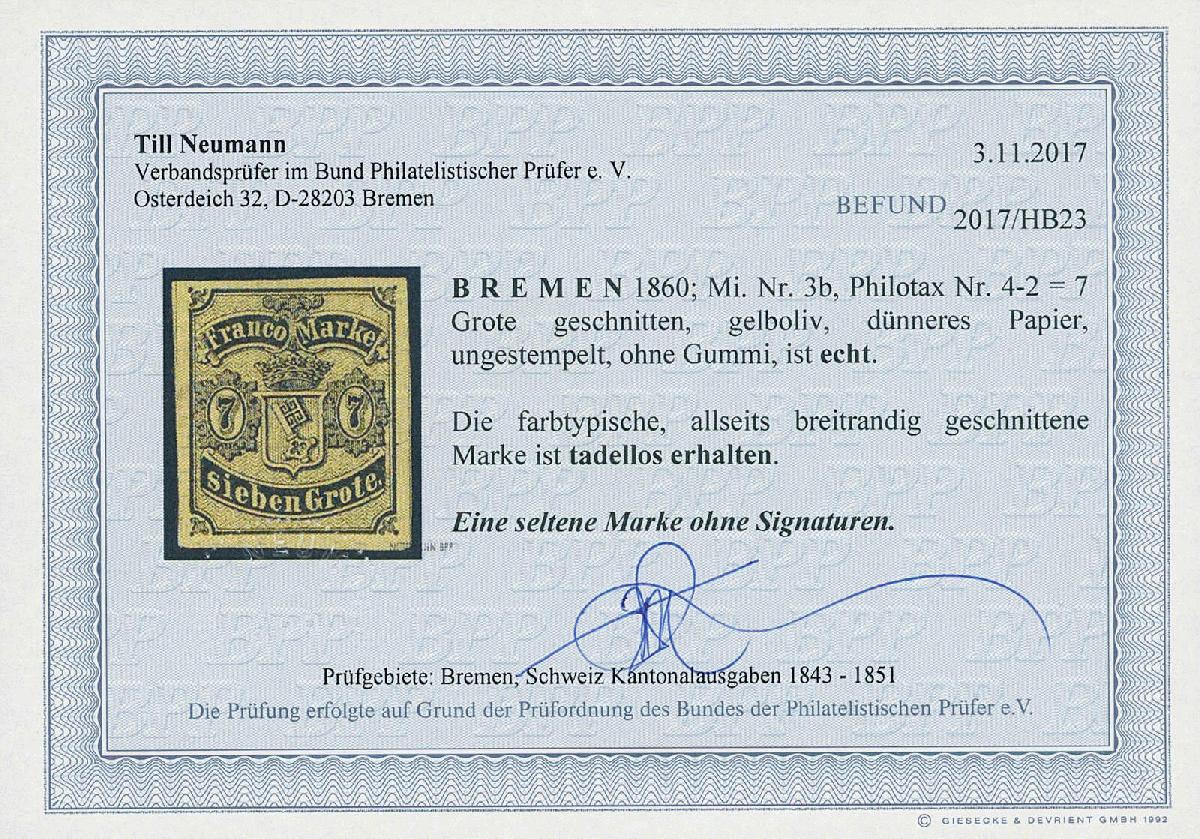 Till Neumann
Verbandsprüfer im Bund Philatelistischer Prüfer e. V.
Osterdeich 32, D-28203 Bremen
3.11.2017
BEFUND 2017/HB23
B R E M E N 1860; Mi. Nr. 3b, Philotax Nr. 4-2 = 7
Grote geschnitten, gelboliv, dünneres Papier,
ungestempelt, ohne Gummi, ist echt.
Die farbtypische, allseits breitrandig geschnittene
Marke ist tadellos erhalten.
Eine seltene Marke ohne Signaturen.
Franco Marke
7 7
sieben Grote.
BPP
Prüfgebiete: Bremen; Schweiz Kantonalausgaben 1843 - 1851
Die Prüfung erfolgte auf Grund der Prüfordnung des Bundes der Philatelistischen Prüfer e.V.
© GIESECKE & DEVRIENT GMBH 1992